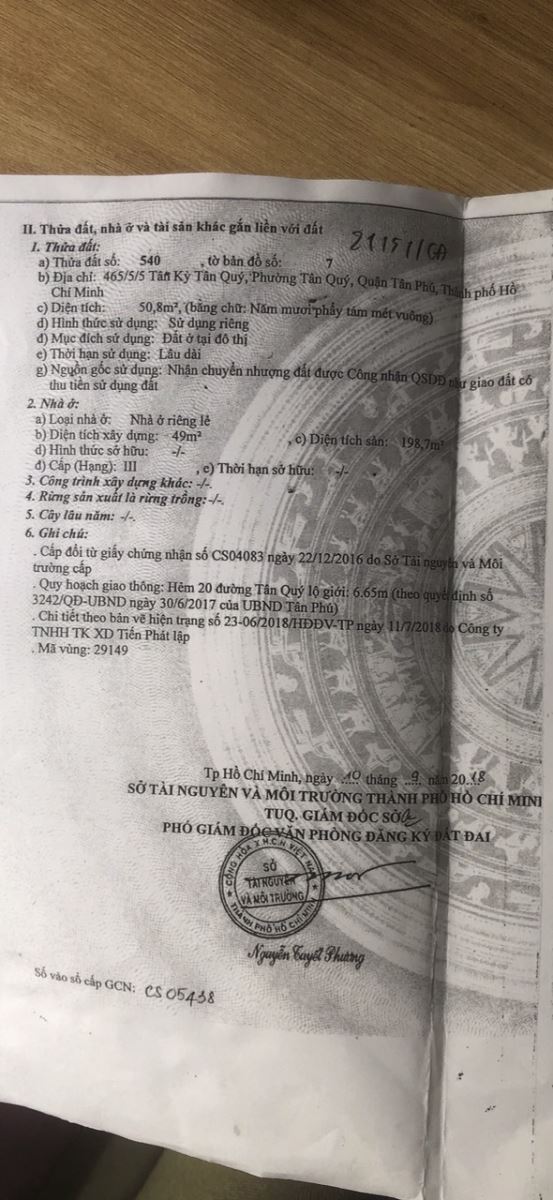 II. Thửa đất, nhà ở và tài sản khác gắn liền với đất
21151/GA
1. Thửa đất:
a) Thửa đất số: 540 , tờ bản đồ số: 7
b) Địa chỉ: 465/5/5 Tân Kỳ Tân Quý, Phường Tân Quý, Quận Tân Phú, Thành phố Hồ
Chí Minh
c) Diện tích: 50,8m², (bằng chữ: Năm mươi phẩy tám mét vuông)
d) Hình thức sử dụng: Sử dụng riêng
đ) Mục đích sử dụng: Đất ở tại đô thị
e) Thời hạn sử dụng: Lâu dài
g) Nguồn gốc sử dụng: Nhận chuyển nhượng đất được Công nhận QSDĐ như giao đất có
thu tiền sử dụng đất
2. Nhà ở:
a) Loại nhà ở: Nhà ở riêng lẻ
b) Diện tích xây dựng: 49m² , c) Diện tích sàn: 198,7m²
d) Hình thức sở hữu: -/-
đ) Cấp (Hạng): III , e) Thời hạn sở hữu: -/-
3. Công trình xây dựng khác: -/-.
4. Rừng sản xuất là rừng trồng: -/-.
5. Cây lâu năm: -/-.
6. Ghi chú:
. Cấp đổi từ giấy chứng nhận số CS04083 ngày 22/12/2016 do Sở Tài nguyên và Môi
trường cấp
. Quy hoạch giao thông: Hẻm 20 đường Tân Quý lộ giới: 6.65m (theo quyết định số
3242/QĐ-UBND ngày 30/6/2017 của UBND Tân Phú)
. Chi tiết theo bản vẽ hiện trạng số 23-06/2018/HĐĐV-TP ngày 11/7/2018 do Công ty
TNHH TK XD Tiến Phát lập
. Mã vùng: 29149
Tp Hồ Chí Minh, ngày 10 tháng 9 năm 2018
SỞ TÀI NGUYÊN VÀ MÔI TRƯỜNG THÀNH PHỐ HỒ CHÍ MINH
TUQ. GIÁM ĐỐC SỞ
PHÓ GIÁM ĐỐC VĂN PHÒNG ĐĂNG KÝ ĐẤT ĐAI
CỘNG HÒA X.H.C.N VIỆT NAM
SỞ
TÀI NGUYÊN
VÀ MÔI TRƯỜNG
THÀNH PHỐ HỒ CHÍ MINH
Nguyễn Tuyết Phương
Số vào sổ cấp GCN: CS 05438